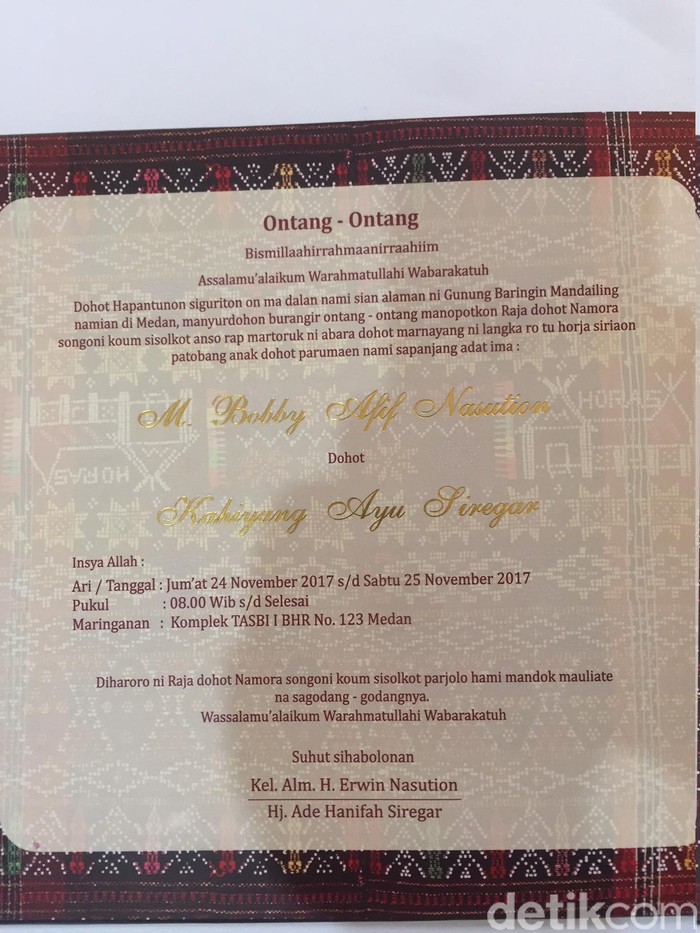 Ontang - Ontang
Bismillaahirrahmaanirraahiim
Assalamu'alaikum Warahmatullahi Wabarakatuh
Dohot Hapantunon siguriton on ma dalan nami sian alaman ni Gunung Baringin Mandailing
namian di Medan, manyurdohon burangir ontang - ontang manopotkon Raja dohot Namora
songoni koum sisolkot anso rap martoruk ni abara dohot marnayang ni langka ro tu horja siriaon
patobang anak dohot parumaen nami sapanjang adat ima :
M. Bobby Afif Nasution
HORAS
HORAS
Dohot
Kahiyang Ayu Siregar
Insya Allah :
Ari / Tanggal : Jum'at 24 November 2017 s/d Sabtu 25 November 2017
Pukul : 08.00 Wib s/d Selesai
Maringanan : Komplek TASBI I BHR No. 123 Medan
Diharoro ni Raja dohot Namora songoni koum sisolkot parjolo hami mandok mauliate
na sagodang - godangnya.
Wassalamu'alaikum Warahmatullahi Wabarakatuh
Suhut sihabolonan
Kel. Alm. H. Erwin Nasution
Hj. Ade Hanifah Siregar
detikcom